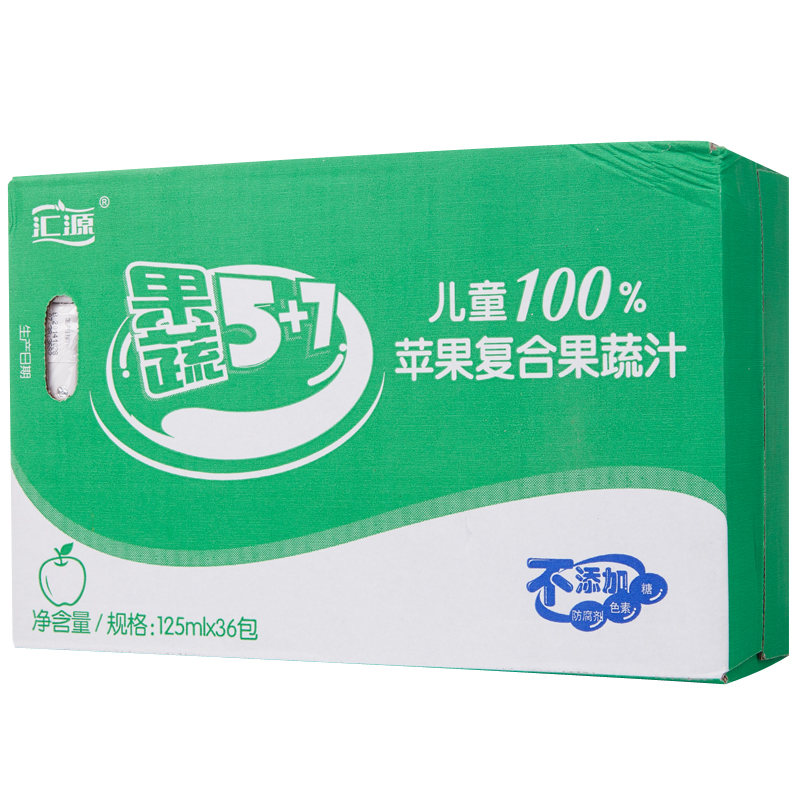 汇源®
果蔬5+7
儿童100%
苹果复合果蔬汁
生产日期
净含量/规格:125mlx36包
不添加
防腐剂
色素
糖